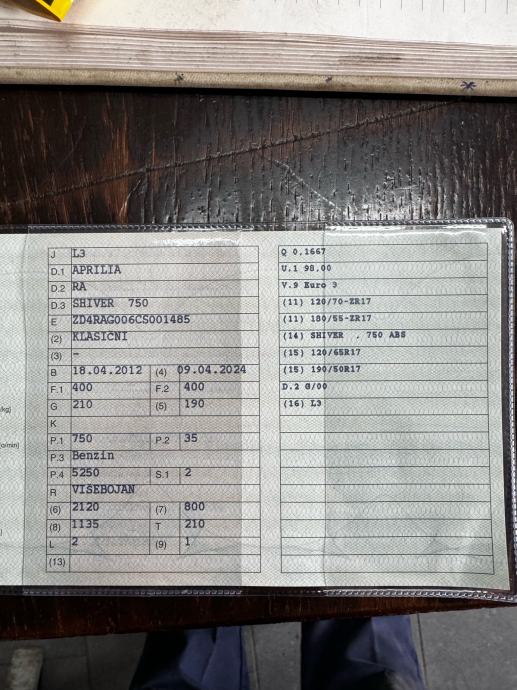 J L3
D.1 APRILIA
D.2 RA
D.3 SHIVER 750
E ZD4RAG006CS001485
(2) KLASIČNI
(3) –
B 18.04.2012 (4) 09.04.2024
F.1 400 F.2 400
G 210 (5) 190
K
P.1 750 P.2 35
P.3 Benzin
P.4 5250 S.1 2
R VIŠEBOJAN
(6) 2120 (7) 800
(8) 1135 T 210
L 2 (9) 1
(13)
Q 0,1667
U.1 98,00
V.9 Euro 3
(11) 120/70-ZR17
(11) 180/55-ZR17
(14) SHIVER , 750 ABS
(15) 120/65R17
(15) 190/50R17
D.2 G/00
(16) L3
/kg)
o/min)